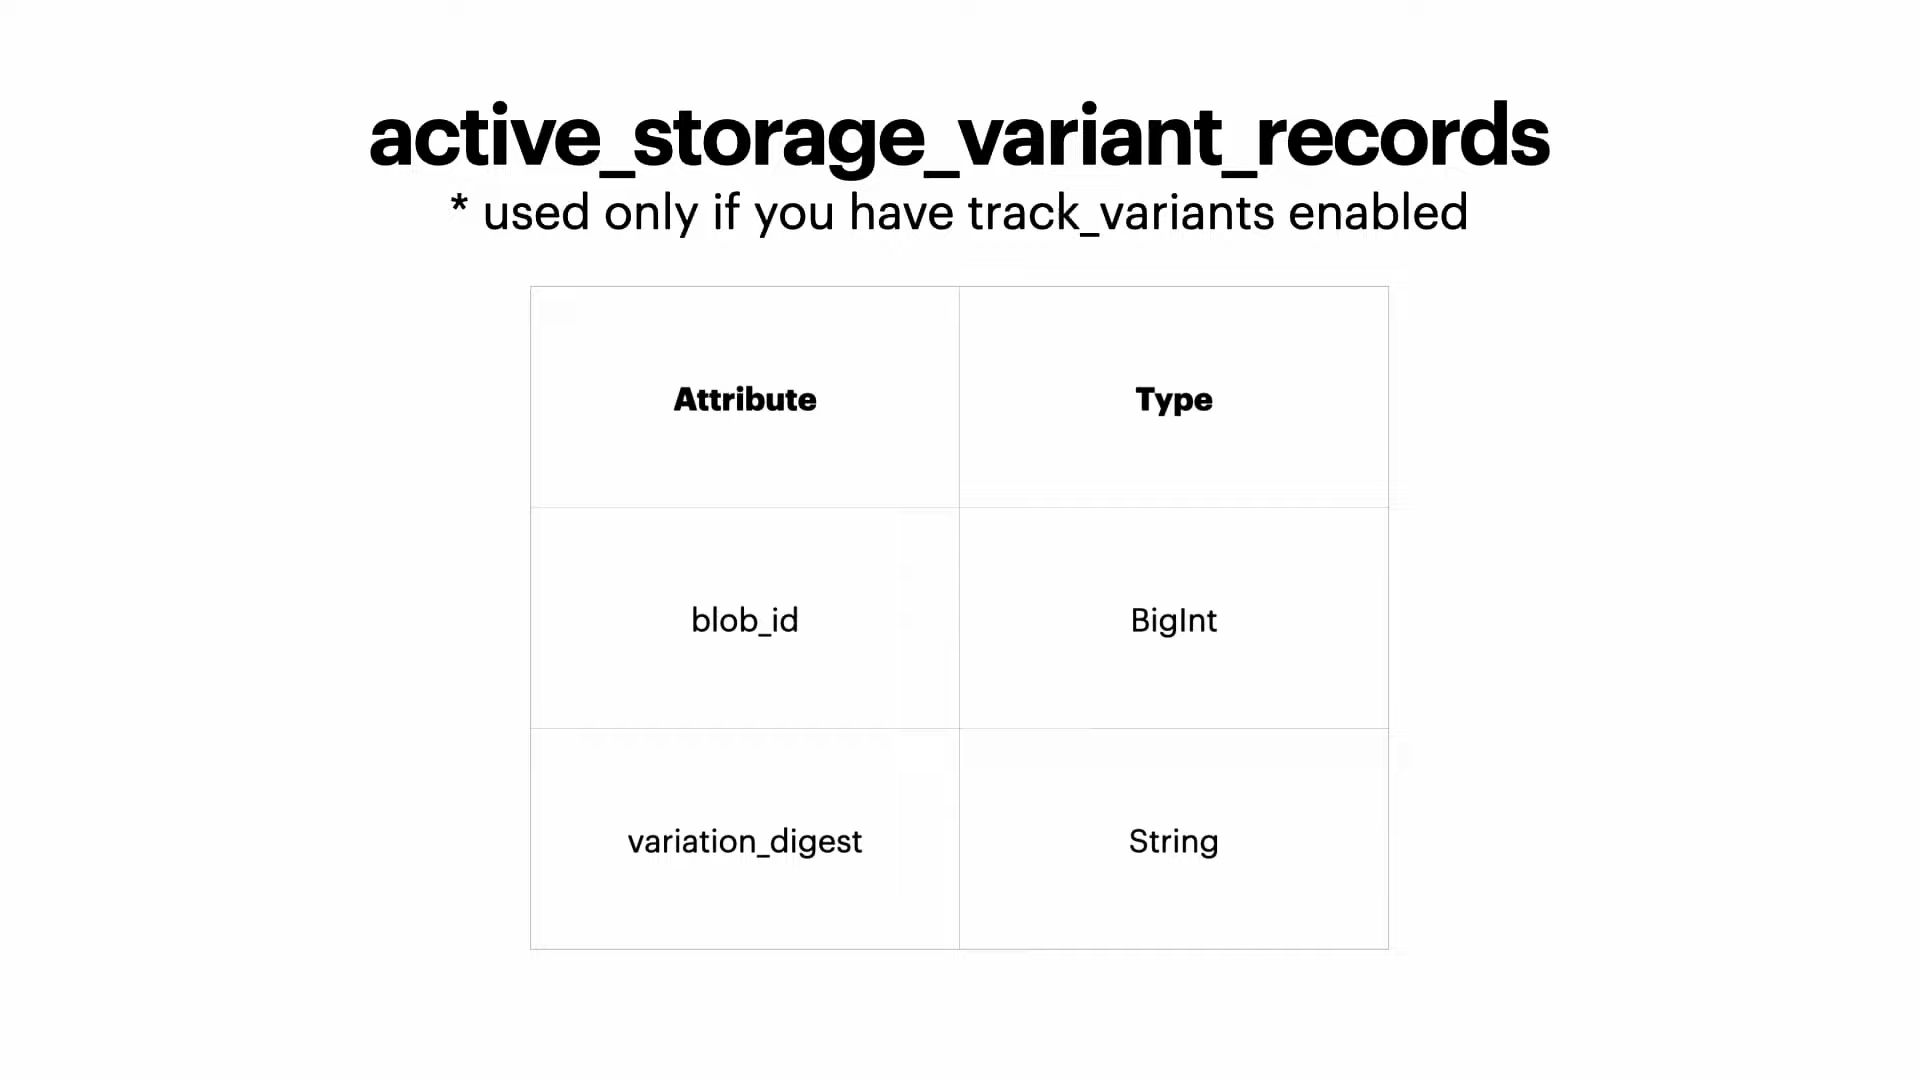 active_storage_variant_records
* used only if you have track_variants enabled
Attribute Type
blob_id BigInt
variation_digest String